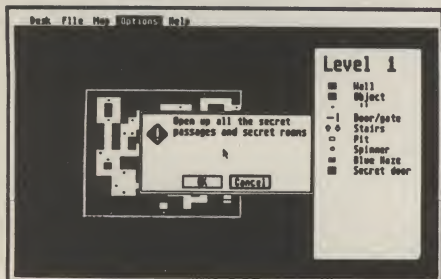 Desk File Map Options Help
Level 1
Wall
Object
Door/gate
Stairs
Pit
Spinner
Blue Haze
Secret door
Open up all the secret
passages and secret rooms
OK Cancel